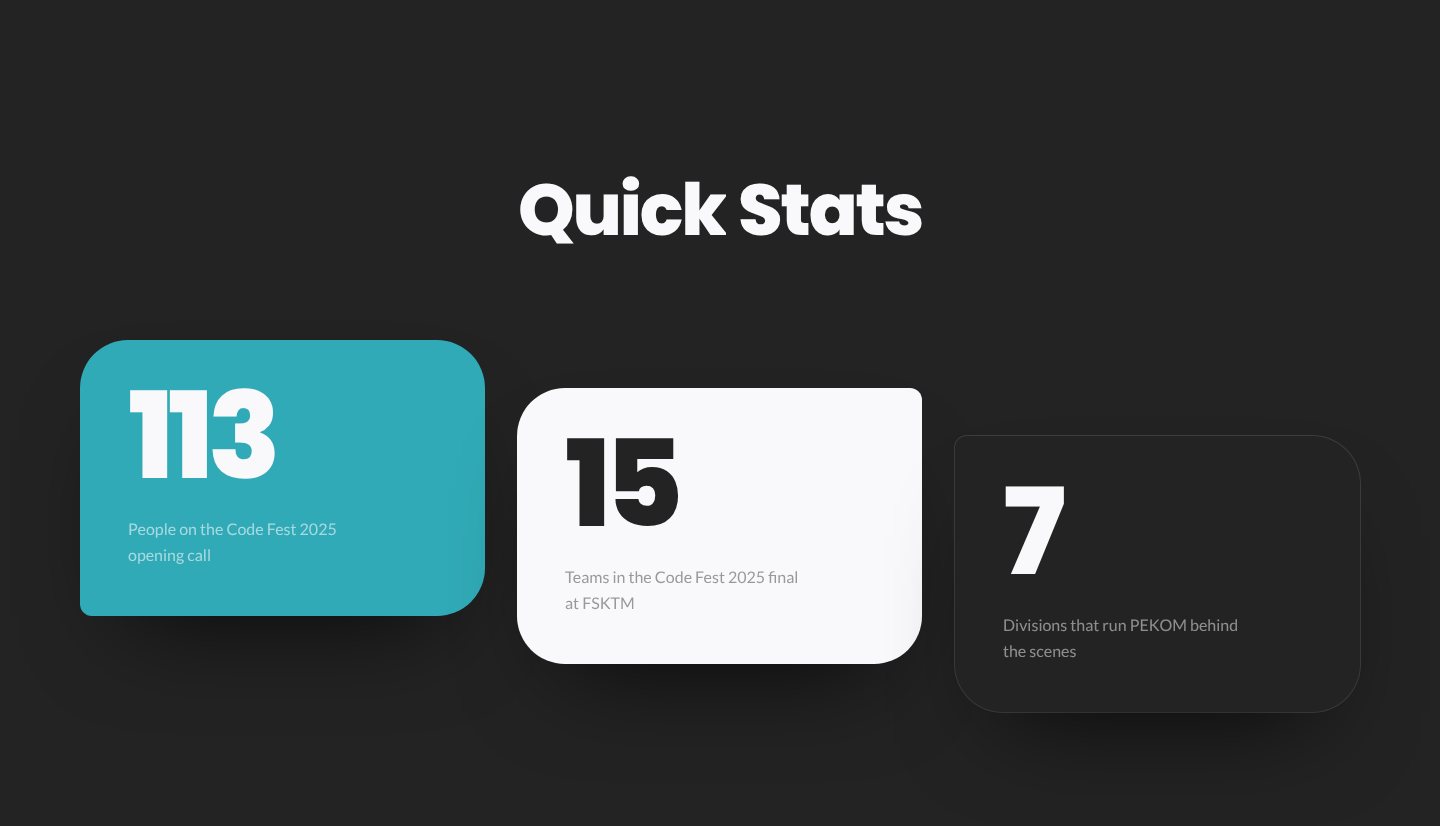 Quick Stats
113
People on the Code Fest 2025
opening call
15
Teams in the Code Fest 2025 final
at FSKTM
7
Divisions that run PEKOM behind
the scenes